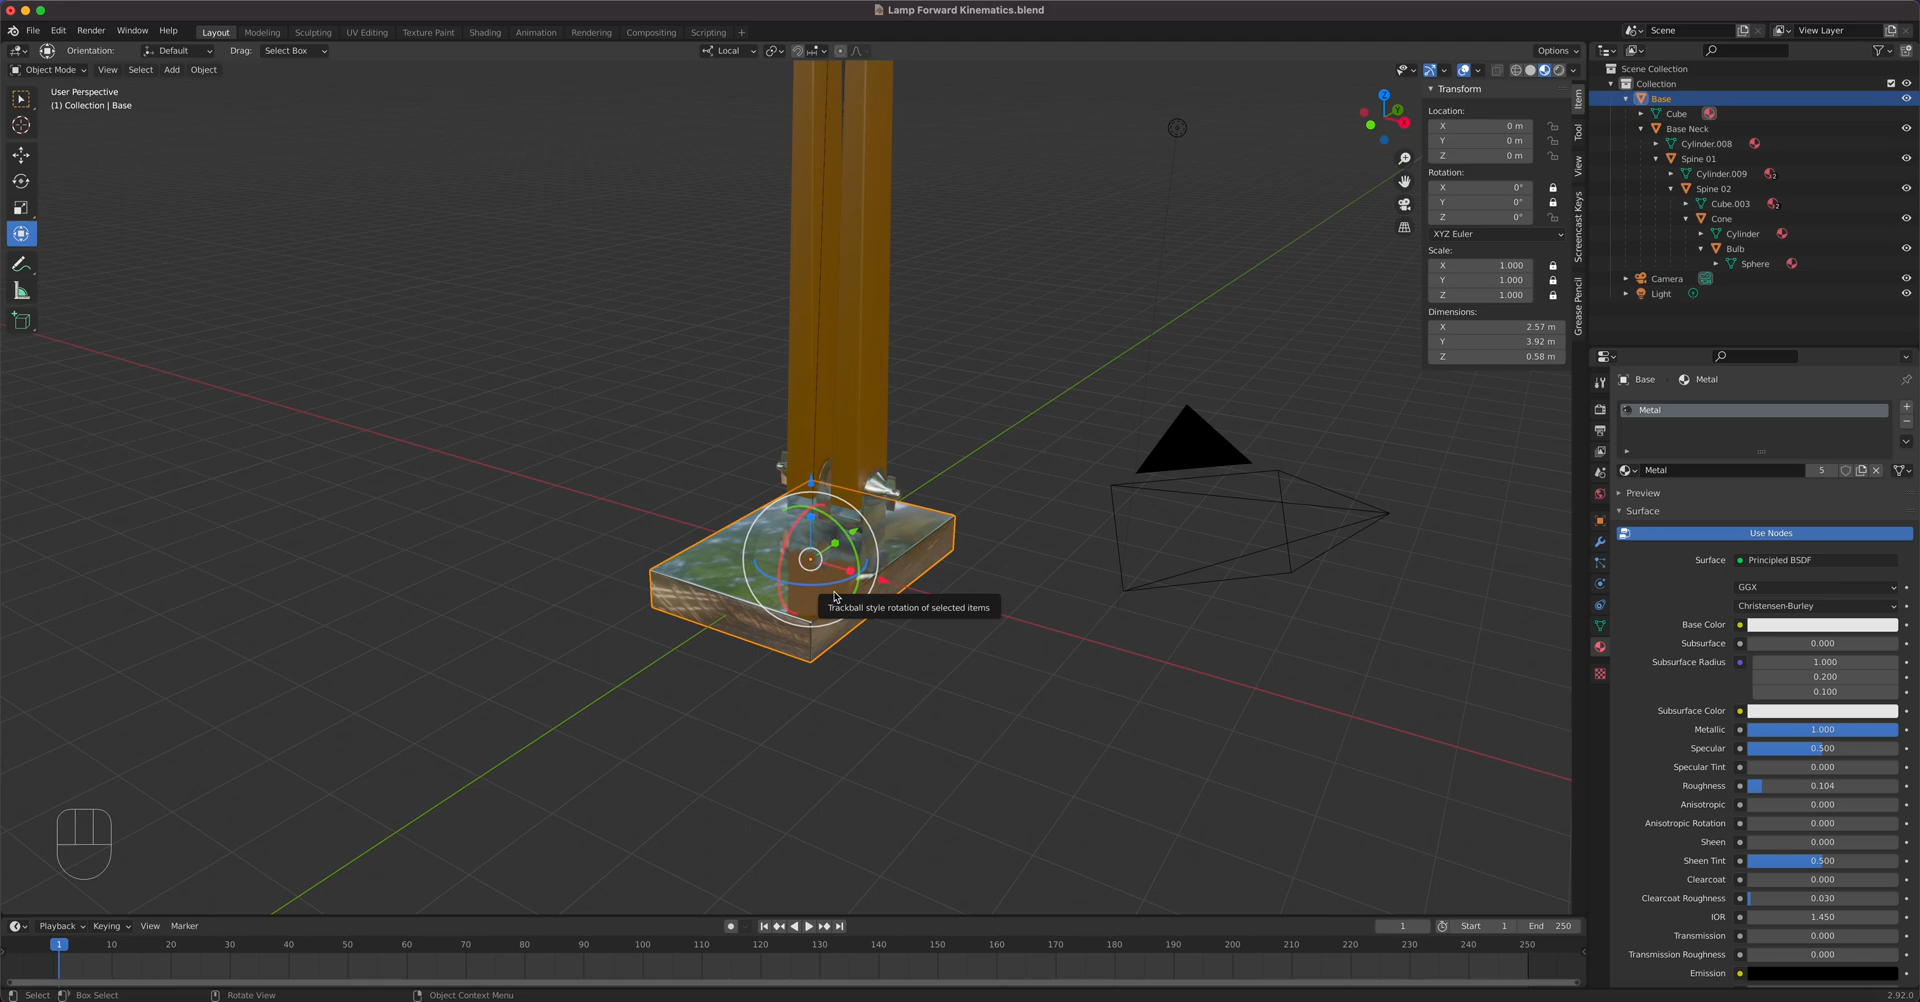 Lamp Forward Kinematics.blend
File Edit Render Window Help Layout Modeling Sculpting UV Editing Texture Paint Shading Animation Rendering Compositing Scripting + Scene View Layer
Orientation: Default Drag: Select Box Local Options
Object Mode View Select Add Object
User Perspective
(1) Collection | Base
Z
Y
X
Transform
Location:
X 0 m
Y 0 m
Z 0 m
Rotation:
X 0°
Y 0°
Z 0°
XYZ Euler
Scale:
X 1.000
Y 1.000
Z 1.000
Dimensions:
X 2.57 m
Y 3.92 m
Z 0.58 m
Item
Tool
View
Screencast Keys
Grease Pencil
Scene Collection
Collection
Base
Cube
Base Neck
Cylinder.008
Spine 01
Cylinder.009 2
Spine 02
Cube.003 2
Cone
Cylinder
Bulb
Sphere
Camera
Light
Base Metal
Metal
Metal 5
Preview
Surface
Use Nodes
Surface Principled BSDF
GGX
Christensen-Burley
Base Color
Subsurface 0.000
Subsurface Radius 1.000
0.200
0.100
Subsurface Color
Metallic 1.000
Specular 0.500
Specular Tint 0.000
Roughness 0.104
Anisotropic 0.000
Anisotropic Rotation 0.000
Sheen 0.000
Sheen Tint 0.500
Clearcoat 0.000
Clearcoat Roughness 0.030
IOR 1.450
Transmission 0.000
Transmission Roughness 0.000
Emission
Trackball style rotation of selected items
Playback Keying View Marker 1 Start 1 End 250
1 10 20 30 40 50 60 70 80 90 100 110 120 130 140 150 160 170 180 190 200 210 220 230 240 250
Select Box Select Rotate View Object Context Menu 2.92.0